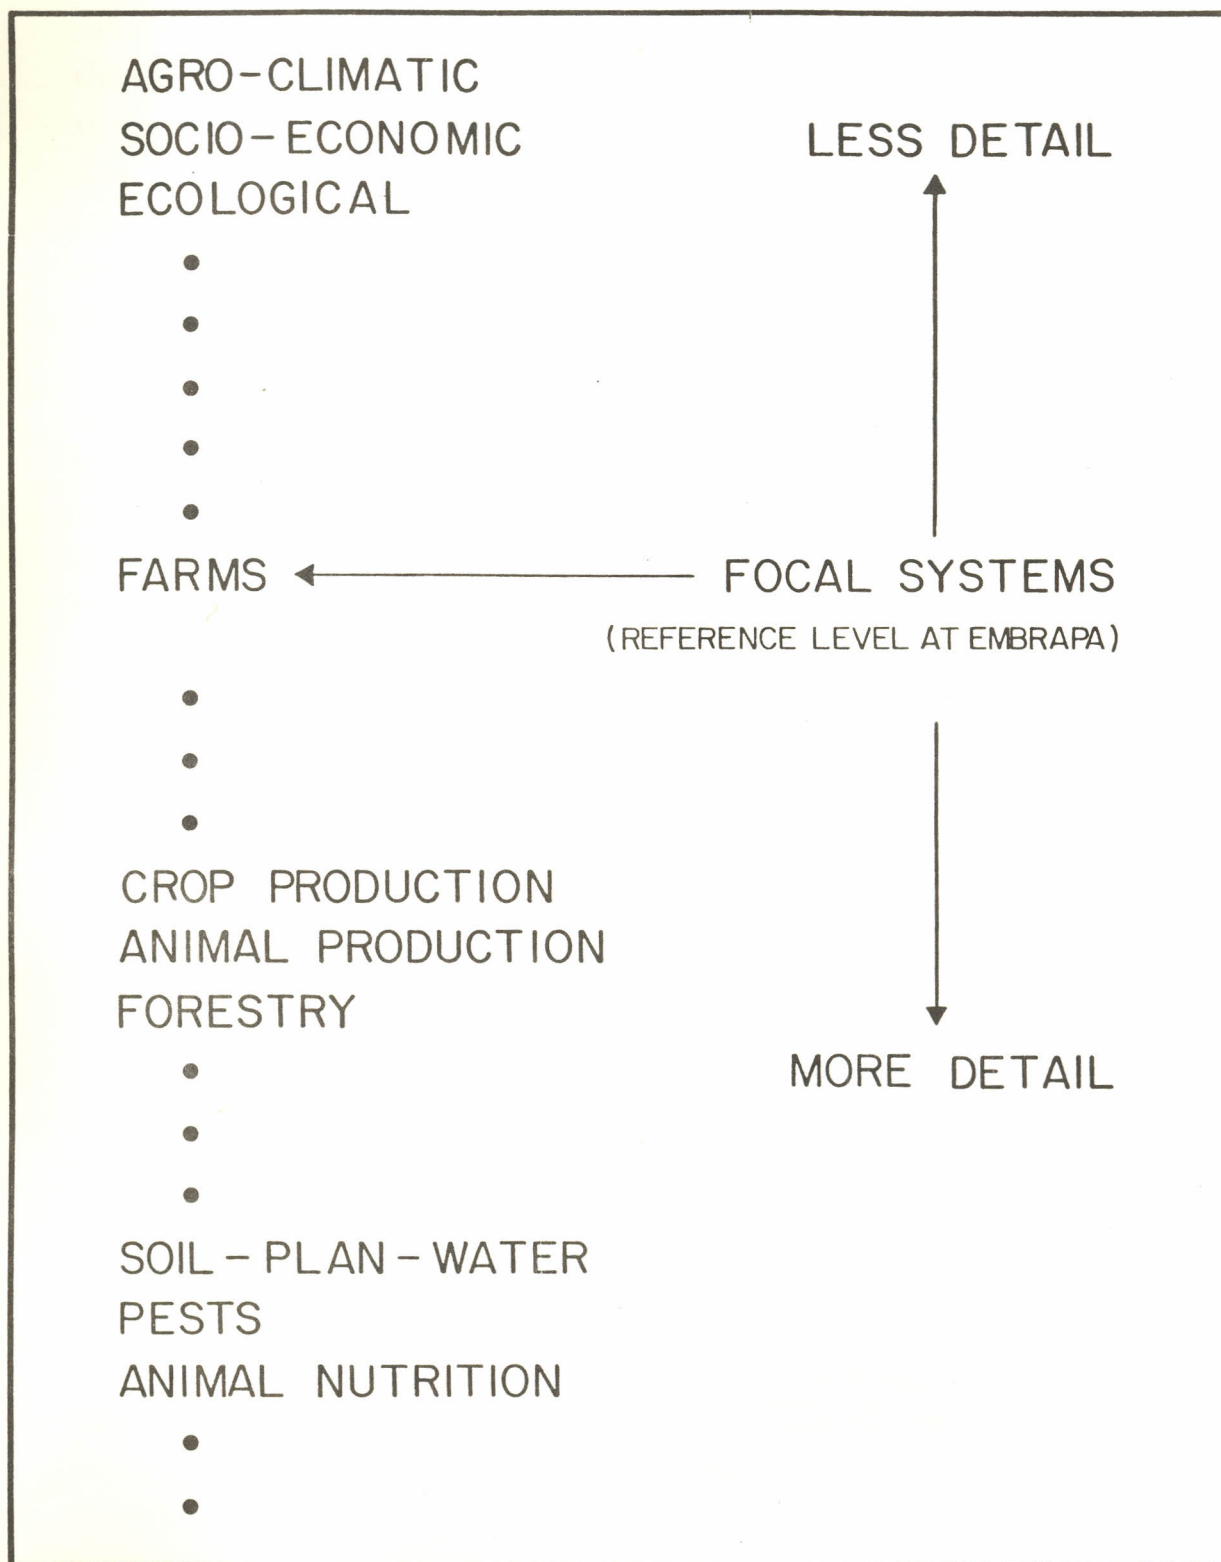 AGRO-CLIMATIC
SOCIO-ECONOMIC
ECOLOGICAL
LESS DETAIL
FARMS
FOCAL SYSTEMS
(REFERENCE LEVEL AT EMBRAPA)
CROP PRODUCTION
ANIMAL PRODUCTION
FORESTRY
MORE DETAIL
SOIL-PLAN-WATER
PESTS
ANIMAL NUTRITION